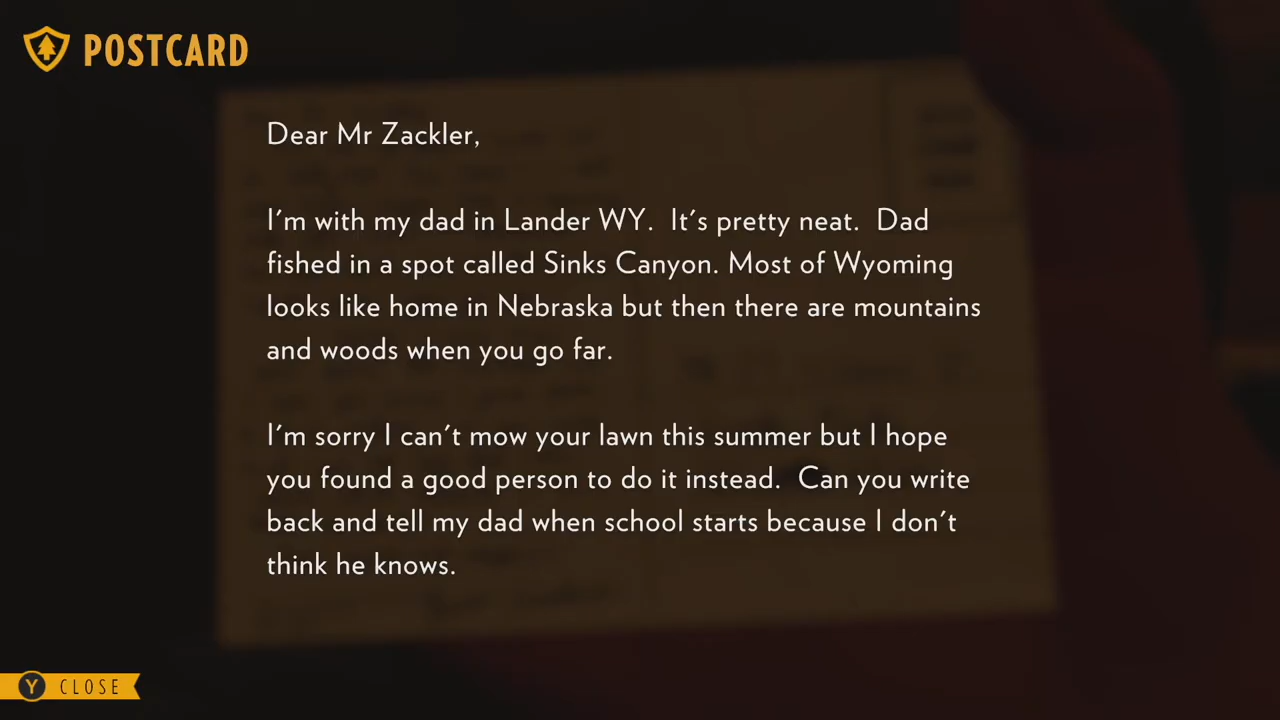 POSTCARD
Dear Mr Zackler,
I'm with my dad in Lander WY.  It's pretty neat.  Dad
fished in a spot called Sinks Canyon. Most of Wyoming
looks like home in Nebraska but then there are mountains
and woods when you go far.
I'm sorry I can't mow your lawn this summer but I hope
you found a good person to do it instead.  Can you write
back and tell my dad when school starts because I don't
think he knows.
Y CLOSE